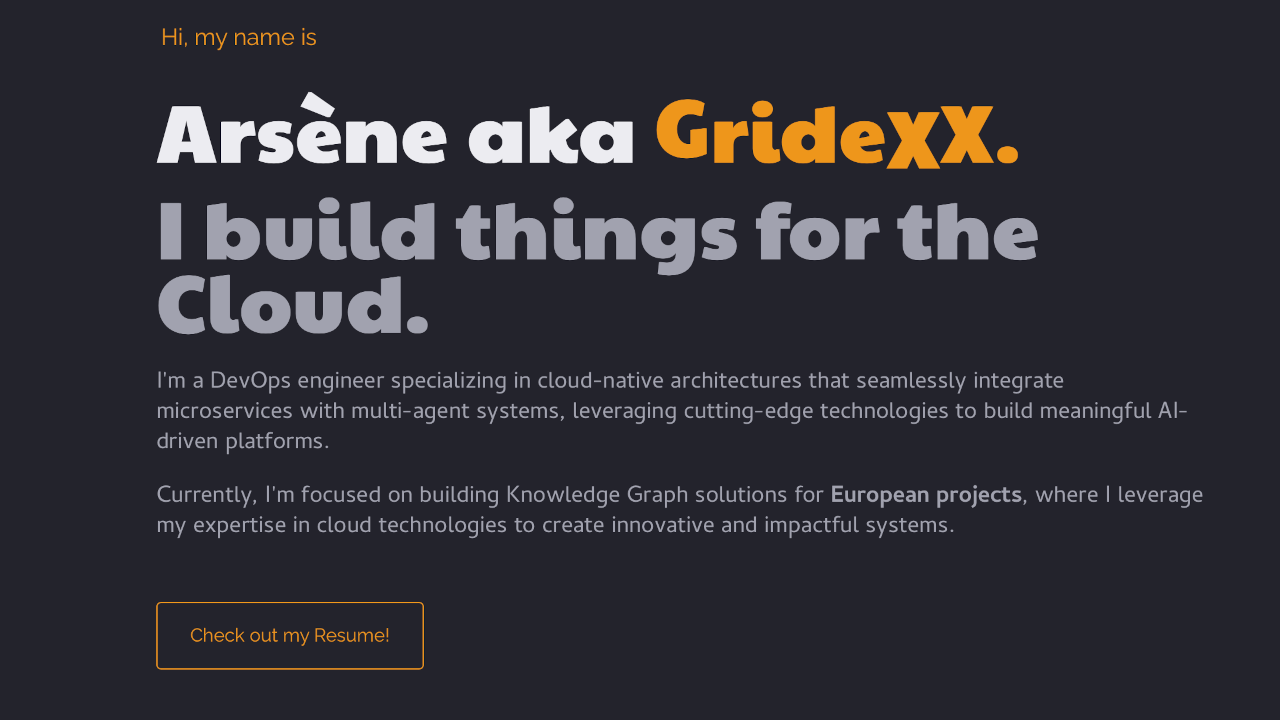 Hi, my name is
Arsène aka GrideXX.
I build things for the
Cloud.
I'm a DevOps engineer specializing in cloud-native architectures that seamlessly integrate
microservices with multi-agent systems, leveraging cutting-edge technologies to build meaningful AI-
driven platforms.
Currently, I'm focused on building Knowledge Graph solutions for European projects, where I leverage
my expertise in cloud technologies to create innovative and impactful systems.
Check out my Resume!